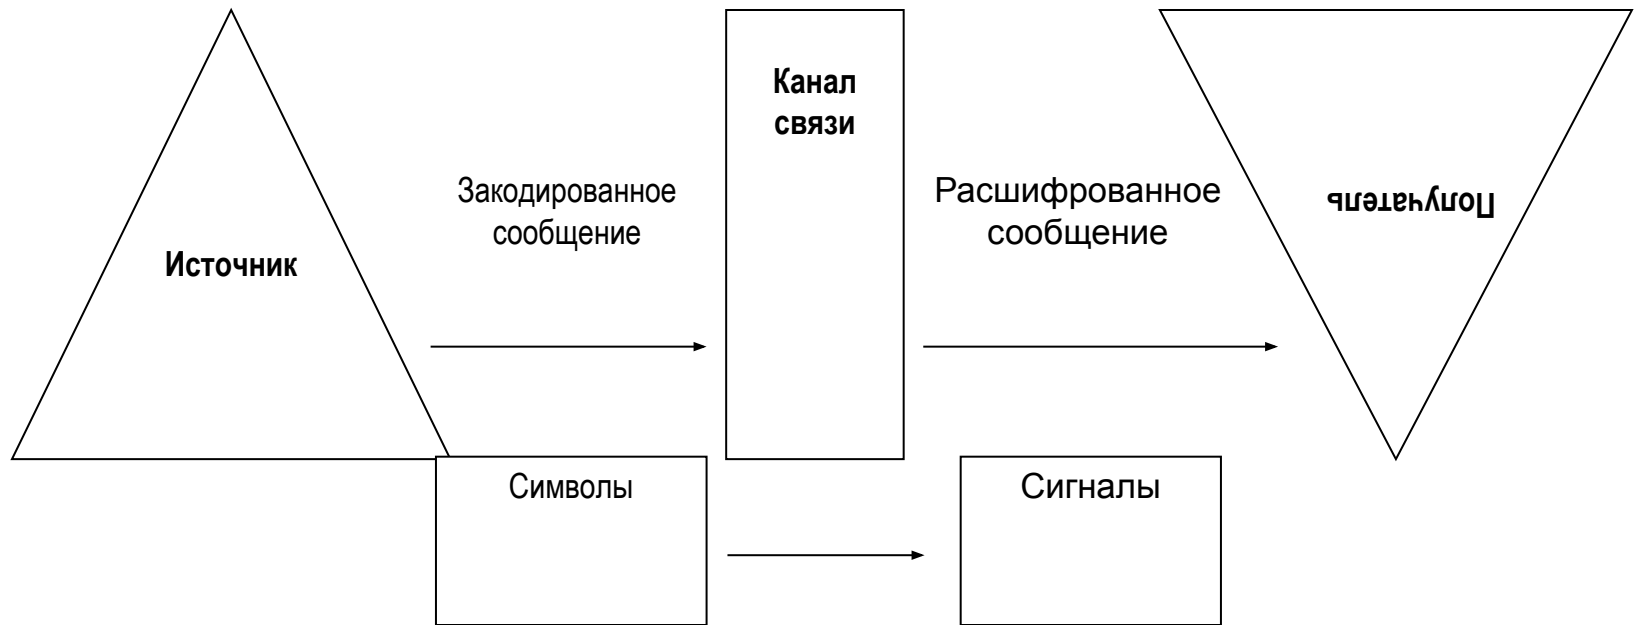 Источник
Закодированное
сообщение
Канал
связи
Расшифрованное
сообщение
Получатель
Символы
Сигналы